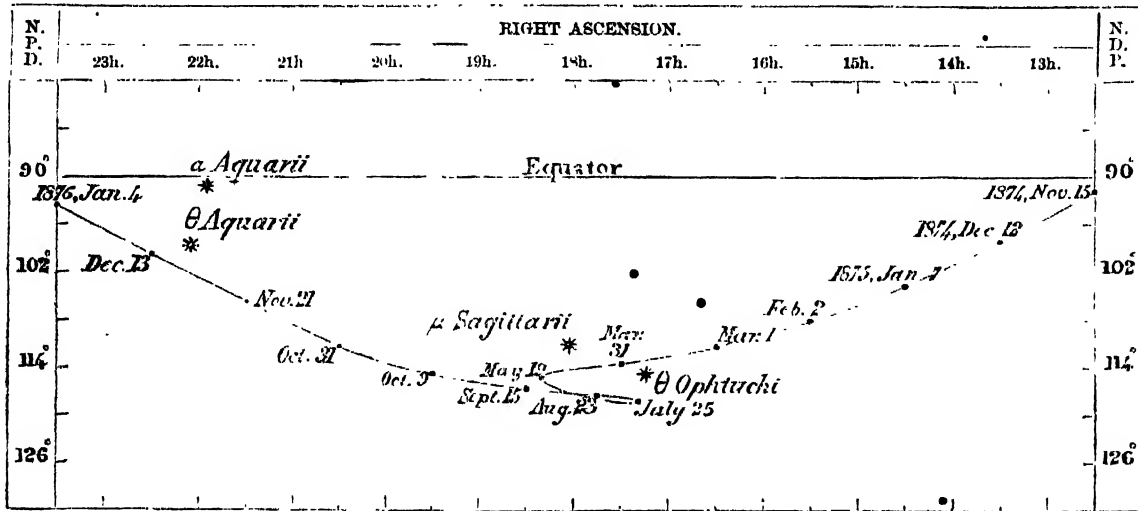 RIGHT ASCENSION.
N. P. D.
N. D. P.
23h. 22h. 21h 20h. 19h. 18h. 17h. 16h. 15h. 14h. 13h.
90° Equator 90°
α Aquarii
1876, Jan. 4
1874, Nov. 15
θ Aquarii
1874, Dec. 12
Dec. 13
102° 102°
1875, Jan. 7
Nov. 21
Feb. 2
μ Sagittarii
Mar. 31
Mar. 1
Oct. 31
114° 114°
Oct. 9
May 12
θ Ophiuchi
Sept. 15
Aug. 23
July 25
126° 126°